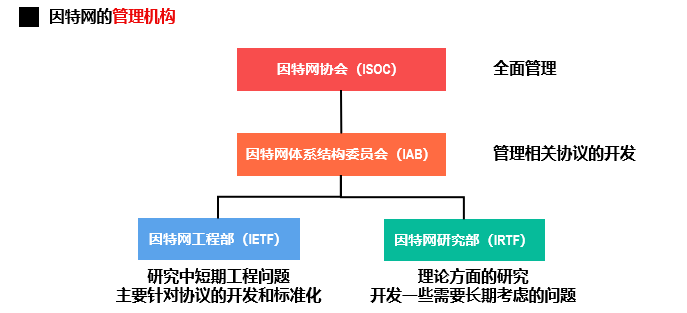 因特网的管理机构
因特网协会（ISOC）
全面管理
因特网体系结构委员会（IAB）
管理相关协议的开发
因特网工程部（IETF）
因特网研究部（IRTF）
研究中短期工程问题
主要针对协议的开发和标准化
理论方面的研究
开发一些需要长期考虑的问题